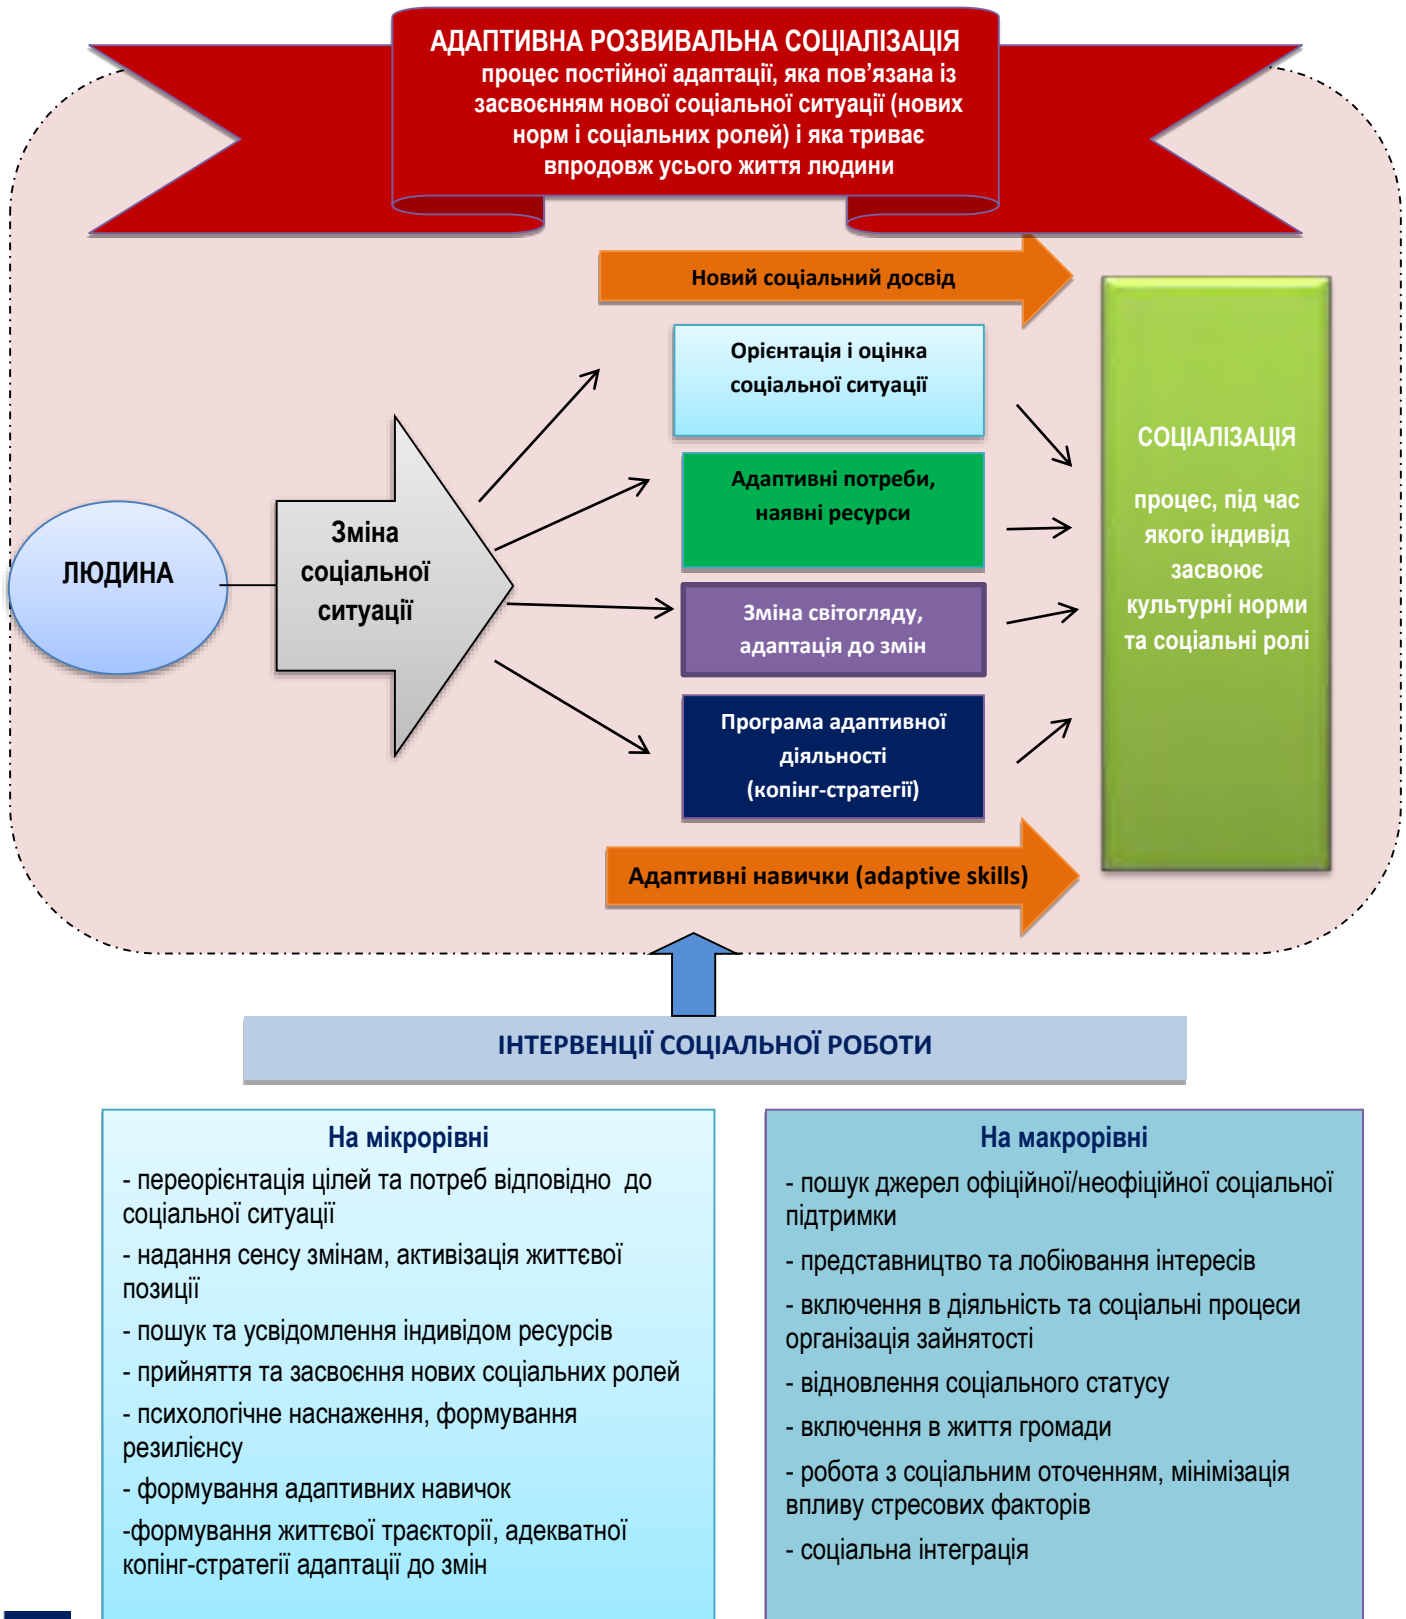 АДАПТИВНА РОЗВИВАЛЬНА СОЦІАЛІЗАЦІЯ
процес постійної адаптації, яка пов’язана із
засвоєнням нової соціальної ситуації (нових
норм і соціальних ролей) і яка триває
впродовж усього життя людини
Новий соціальний досвід
ЛЮДИНА
Зміна
соціальної
ситуації
Орієнтація і оцінка
соціальної ситуації
Адаптивні потреби,
наявні ресурси
Зміна світогляду,
адаптація до змін
Програма адаптивної
діяльності
(копінг-стратегії)
Адаптивні навички (adaptive skills)
СОЦІАЛІЗАЦІЯ
процес, під час
якого індивід
засвоює
культурні норми
та соціальні ролі
ІНТЕРВЕНЦІЇ СОЦІАЛЬНОЇ РОБОТИ
На мікрорівні
- переорієнтація цілей та потреб відповідно до
соціальної ситуації
- надання сенсу змінам, активізація життєвої
позиції
- пошук та усвідомлення індивідом ресурсів
- прийняття та засвоєння нових соціальних ролей
- психологічне наснаження, формування
резилієнсу
- формування адаптивних навичок
-формування життєвої траєкторії, адекватної
копінг-стратегії адаптації до змін
На макрорівні
- пошук джерел офіційної/неофіційної соціальної
підтримки
- представництво та лобіювання інтересів
- включення в діяльність та соціальні процеси
організація зайнятості
- відновлення соціального статусу
- включення в життя громади
- робота з соціальним оточенням, мінімізація
впливу стресових факторів
- соціальна інтеграція